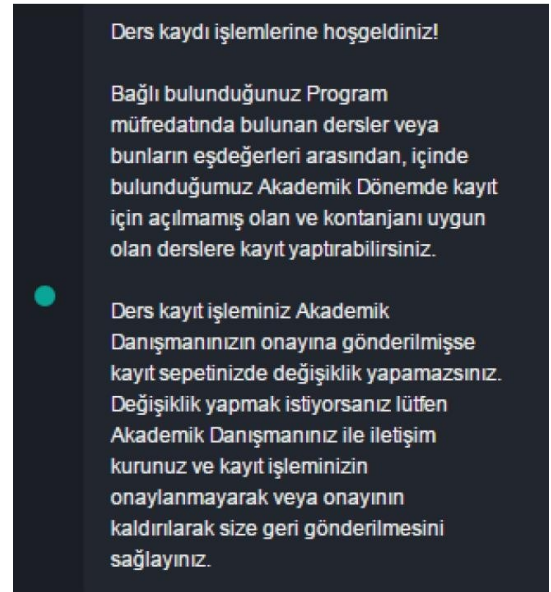 Ders kaydı işlemlerine hoşgeldiniz!
Bağlı bulunduğunuz Program
müfredatında bulunan dersler veya
bunların eşdeğerleri arasından, içinde
bulunduğumuz Akademik Dönemde kayıt
için açılmamış olan ve kontanjanı uygun
olan derslere kayıt yaptırabilirsiniz.
Ders kayıt işleminiz Akademik
Danışmanınızın onayına gönderilmişse
kayıt sepetinizde değişiklik yapamazsınız.
Değişiklik yapmak istiyorsanız lütfen
Akademik Danışmanınız ile iletişim
kurunuz ve kayıt işleminizin
onaylanmayarak veya onayının
kaldırılarak size geri gönderilmesini
sağlayınız.